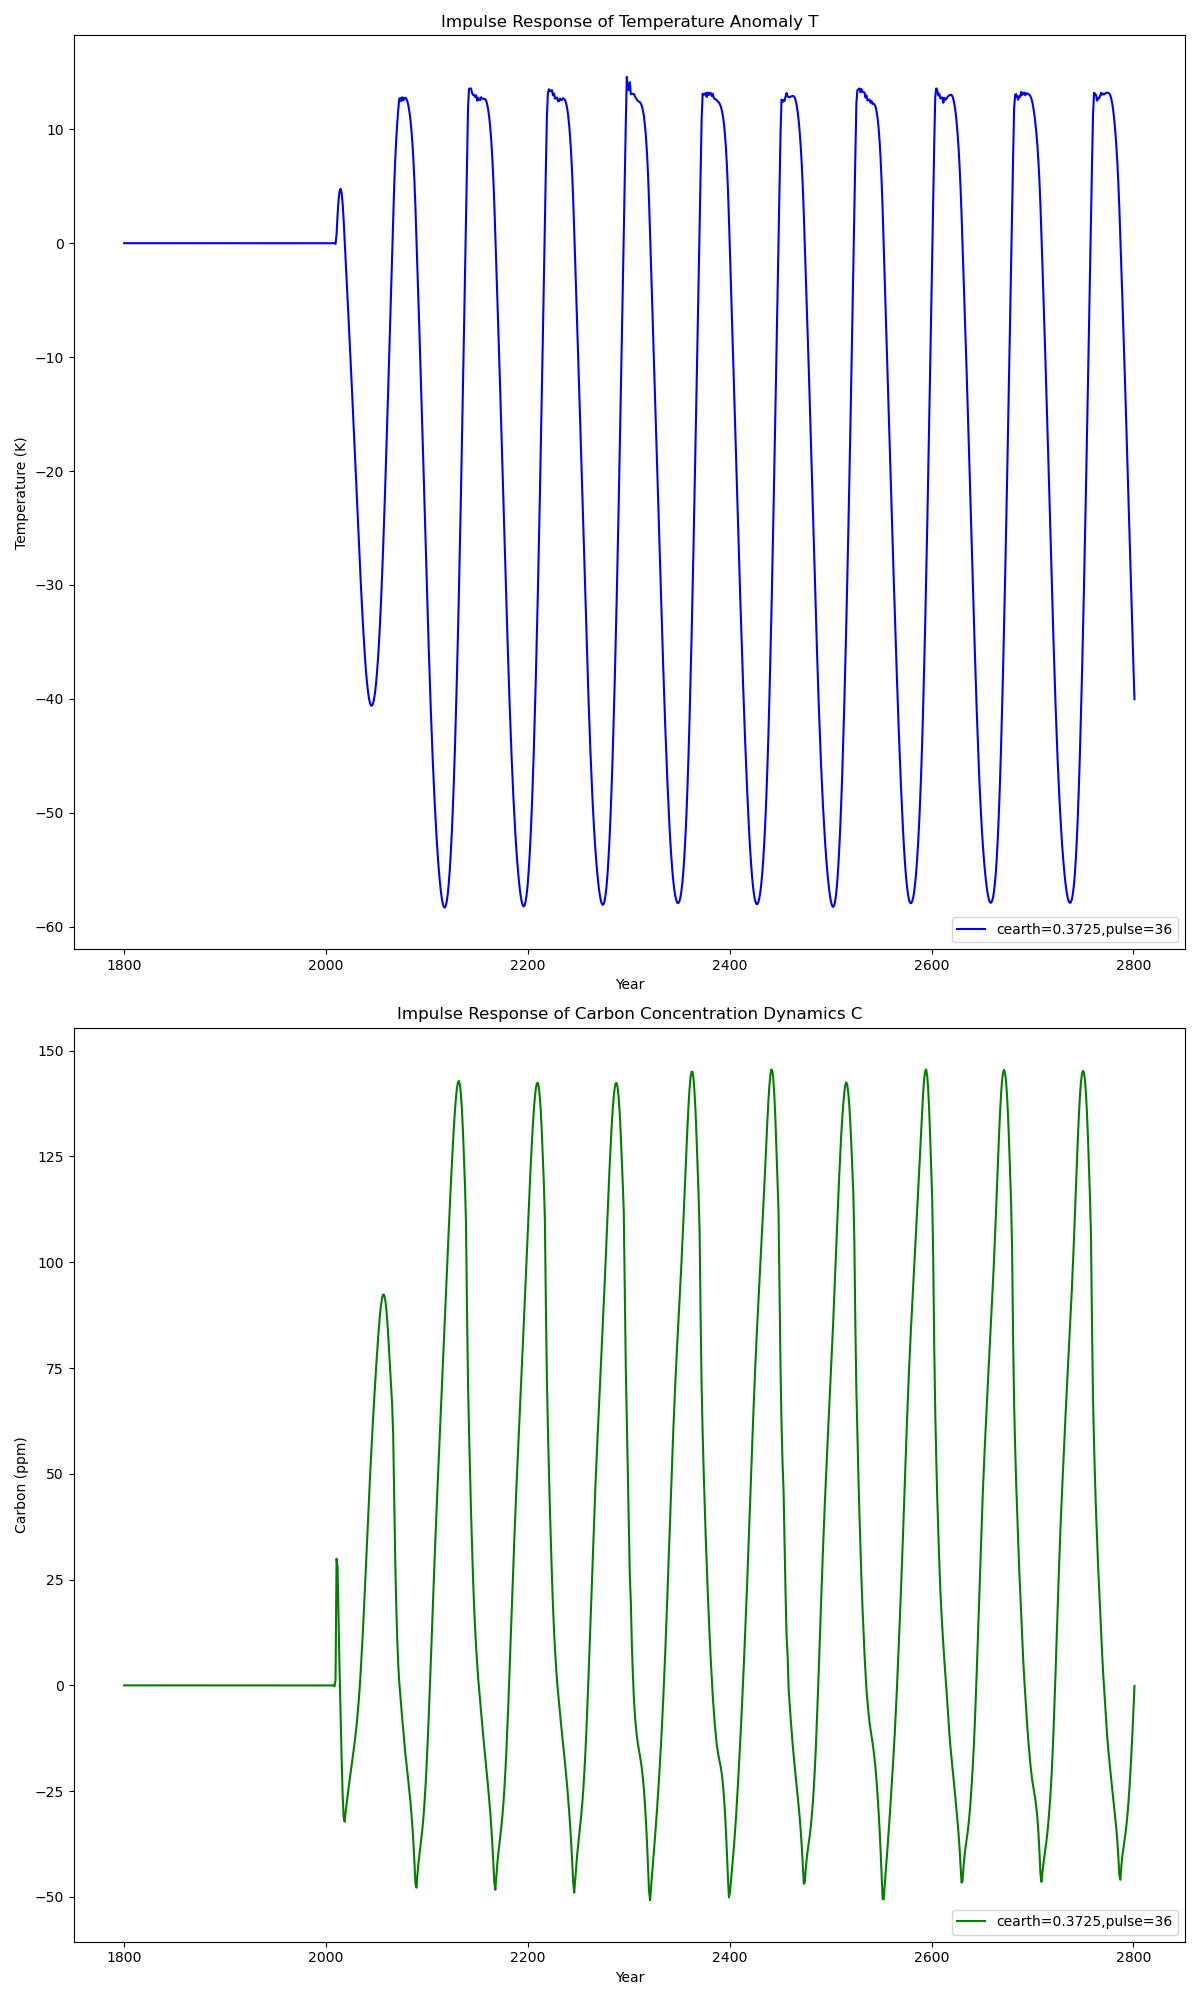 Impulse Response of Temperature Anomaly T
Temperature (K)
10
0
−10
−20
−30
−40
−50
−60
cearth=0.3725,pulse=36
1800 2000 2200 2400 2600 2800
Year
Impulse Response of Carbon Concentration Dynamics C
Carbon (ppm)
150
125
100
75
50
25
0
−25
−50
cearth=0.3725,pulse=36
1800 2000 2200 2400 2600 2800
Year